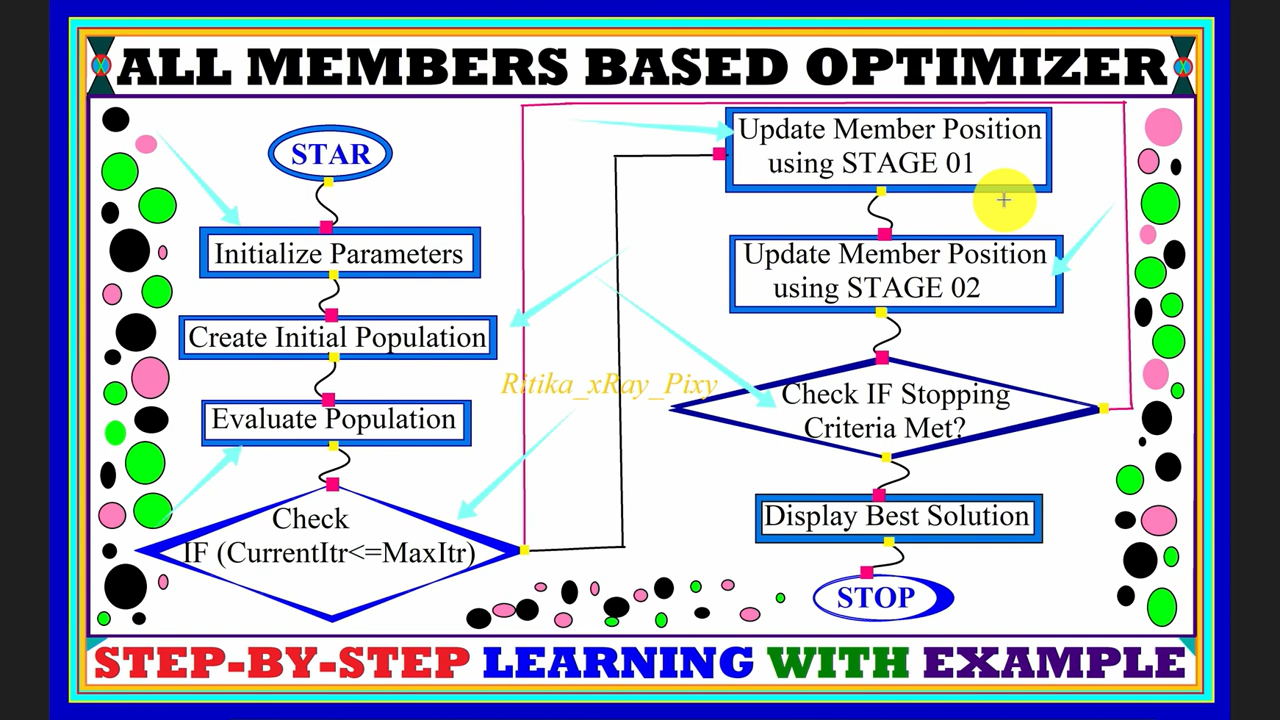 ALL MEMBERS BASED OPTIMIZER
STAR
Initialize Parameters
Create Initial Population
Evaluate Population
Check
IF (CurrentItr<=MaxItr)
Update Member Position
using STAGE 01
Update Member Position
using STAGE 02
Check IF Stopping
Criteria Met?
Display Best Solution
STOP
Ritika_xRay_Pixy
STEP-BY-STEP LEARNING WITH EXAMPLE